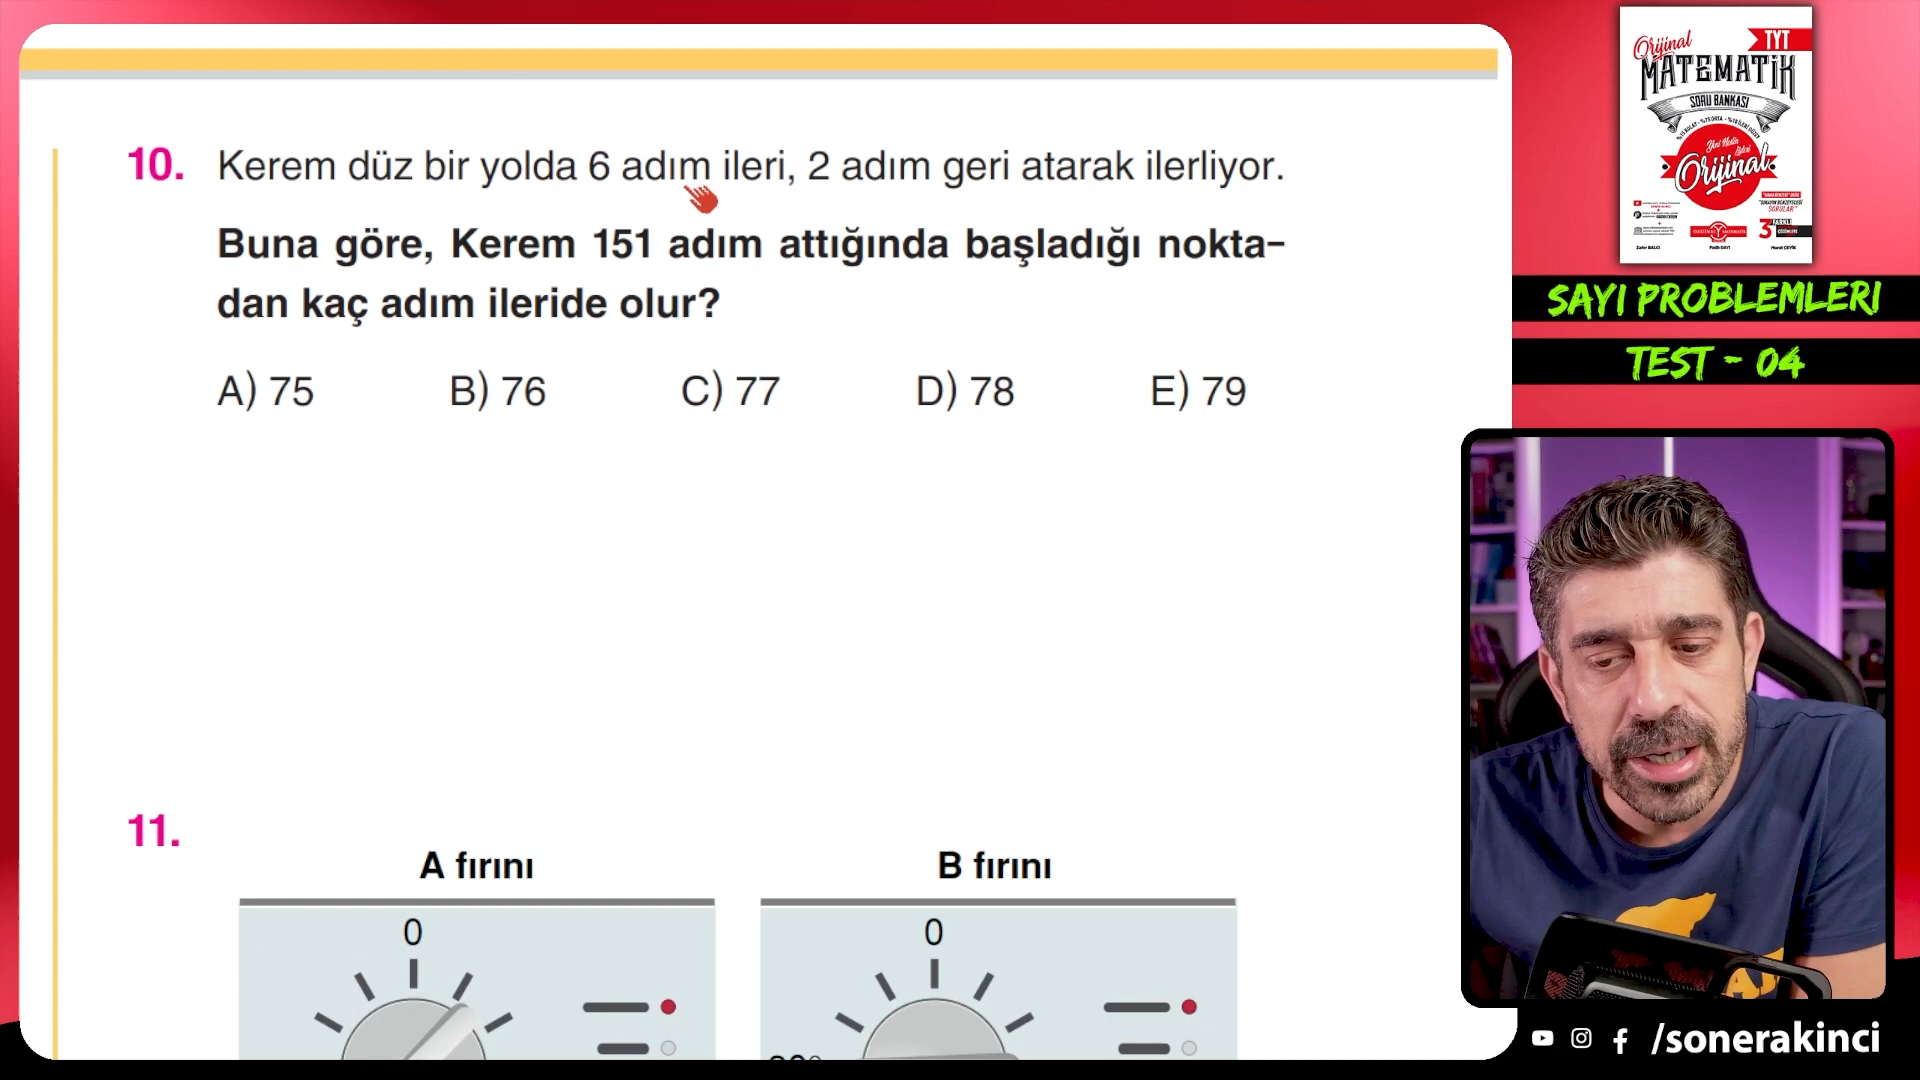 10. Kerem düz bir yolda 6 adım ileri, 2 adım geri atarak ilerliyor.
Buna göre, Kerem 151 adım attığında başladığı nokta-
dan kaç adım ileride olur?
A) 75 B) 76 C) 77 D) 78 E) 79
11.
A fırını B fırını
0 0
Orijinal
TYT
MATEMATİK
SORU BANKASI
Orijinal
SAYI PROBLEMLERI
TEST - 04
/sonerakinci